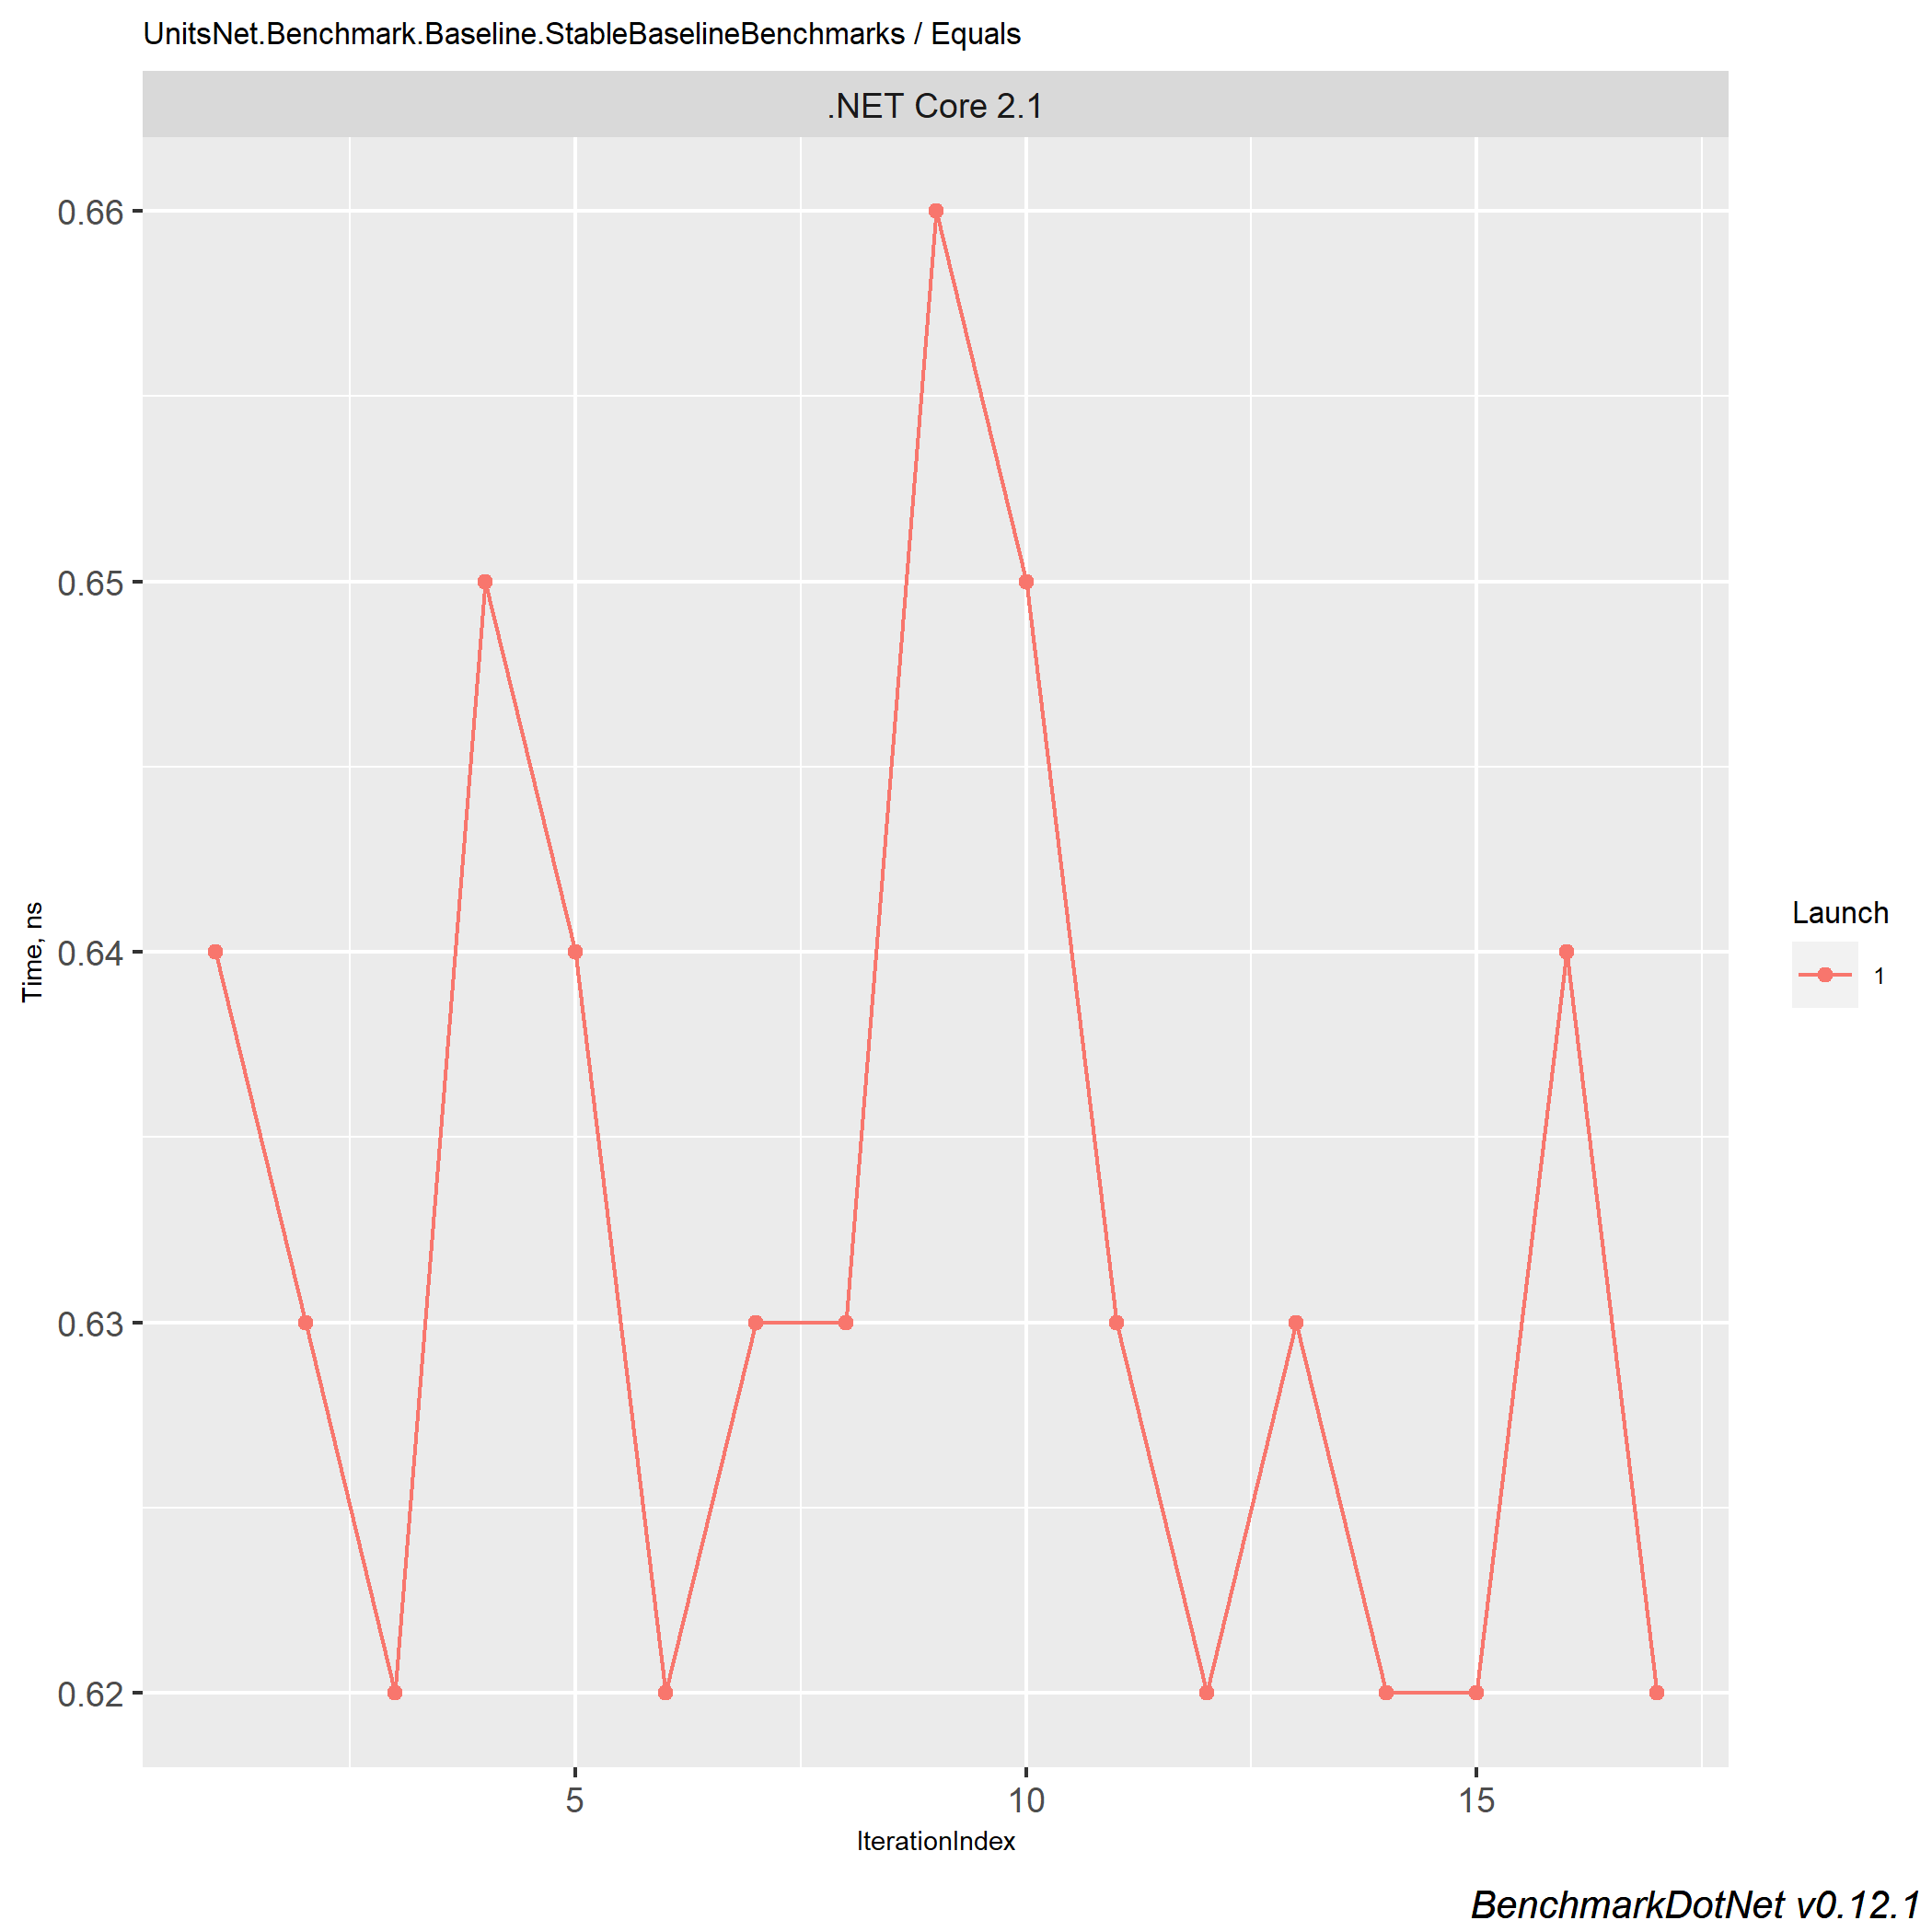 UnitsNet.Benchmark.Baseline.StableBaselineBenchmarks / Equals
.NET Core 2.1
0.66
0.65
0.64
0.63
0.62
Time, ns
5 10 15
IterationIndex
Launch
1
BenchmarkDotNet v0.12.1